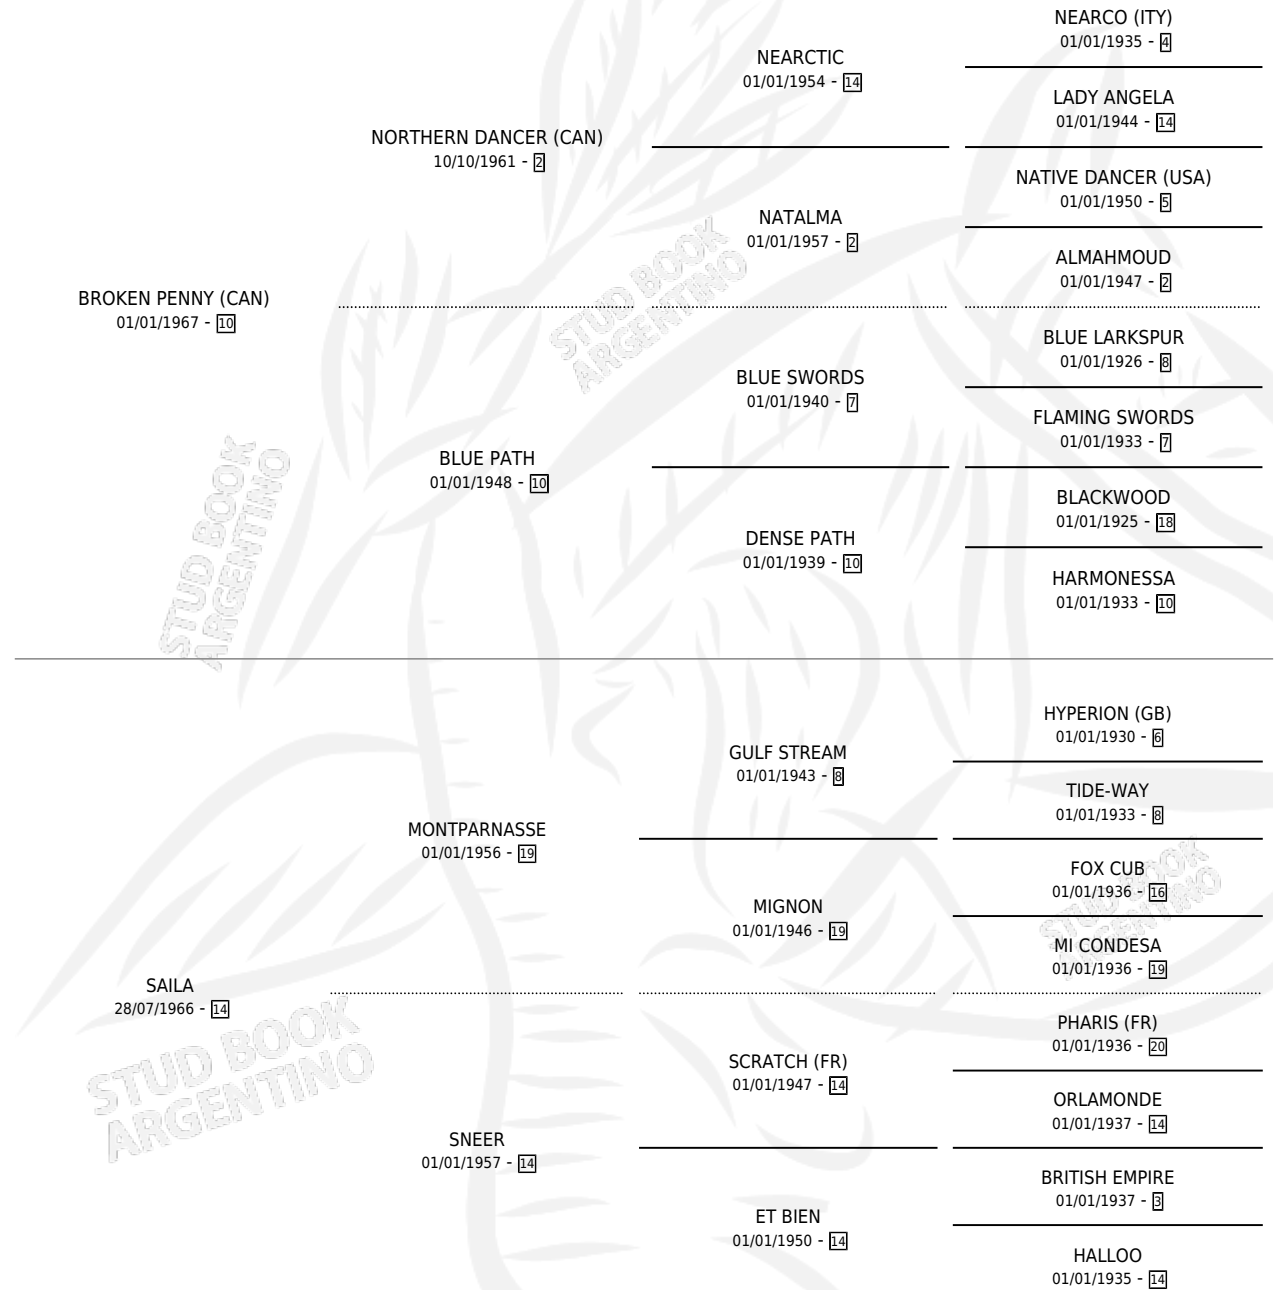 NEARCO (ITY)
01/01/1935 - 4
NEARCTIC
01/01/1954 - 14
LADY ANGELA
01/01/1944 - 14
NORTHERN DANCER (CAN)
10/10/1961 - 2
NATIVE DANCER (USA)
01/01/1950 - 5
NATALMA
01/01/1957 - 2
ALMAHMOUD
01/01/1947 - 2
BROKEN PENNY (CAN)
01/01/1967 - 10
STUD BOOK
ARGENTINO
BLUE LARKSPUR
01/01/1926 - 8
BLUE SWORDS
01/01/1940 - 7
FLAMING SWORDS
01/01/1933 - 7
BLUE PATH
01/01/1948 - 10
BLACKWOOD
01/01/1925 - 18
DENSE PATH
01/01/1939 - 10
HARMONESSA
01/01/1933 - 10
STUD BOOK
ARGENTINO
HYPERION (GB)
01/01/1930 - 6
GULF STREAM
01/01/1943 - 8
TIDE-WAY
01/01/1933 - 8
MONTPARNASSE
01/01/1956 - 19
FOX CUB
01/01/1936 - 16
MIGNON
01/01/1946 - 19
MI CONDESA
01/01/1936 - 19
STUD BOOK
ARGENTINO
SAILA
28/07/1966 - 14
PHARIS (FR)
01/01/1936 - 20
SCRATCH (FR)
01/01/1947 - 14
ORLAMONDE
01/01/1937 - 14
STUD BOOK
ARGENTINO
SNEER
01/01/1957 - 14
BRITISH EMPIRE
01/01/1937 - 3
ET BIEN
01/01/1950 - 14
HALLOO
01/01/1935 - 14